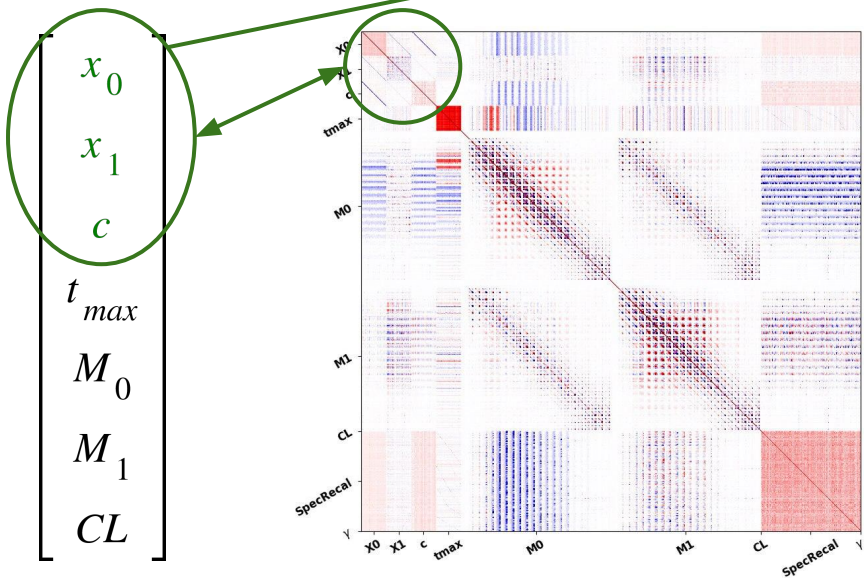 x0
x1
c
tmax
M0
M1
CL
X0
X1
c
tmax
M0
M1
CL
SpecRecal
γ
X0 X1 c tmax M0 M1 CL SpecRecal γ